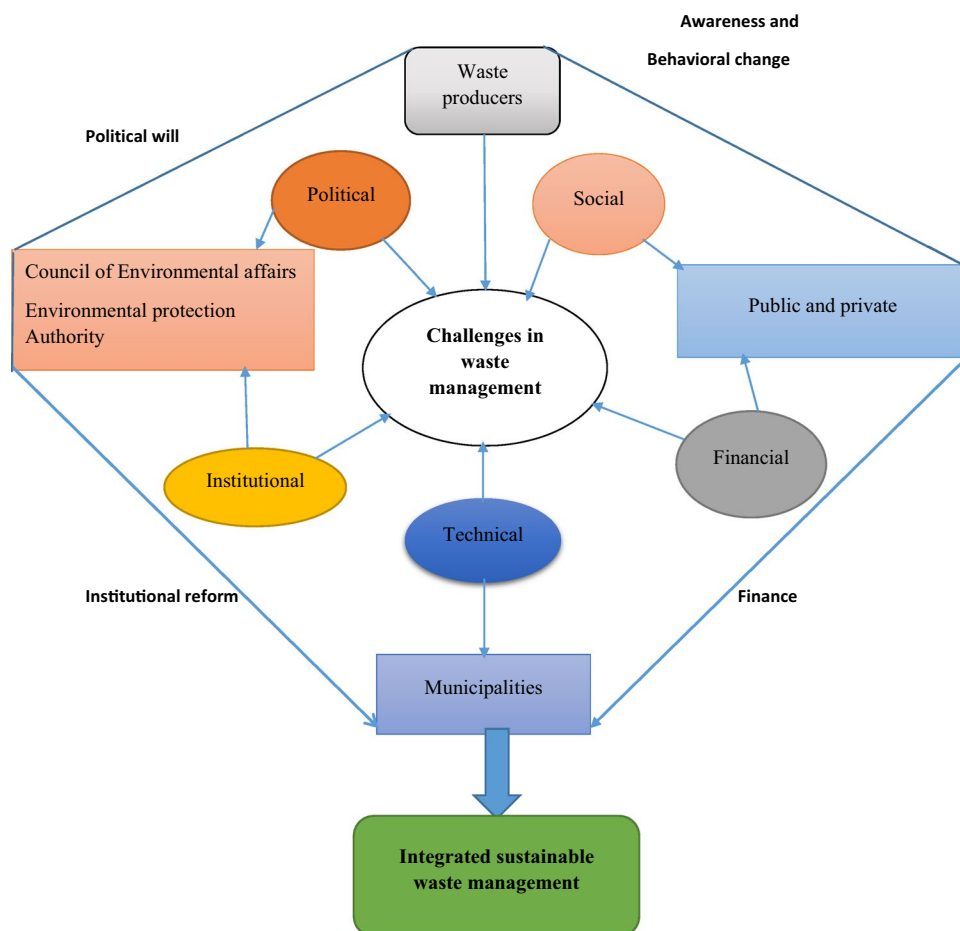 Awareness and
Behavioral change
Waste
producers
Political will
Political
Social
Council of Environmental affairs
Environmental protection
Authority
Public and private
Challenges in
waste
management
Institutional
Financial
Technical
Institutional reform
Finance
Municipalities
Integrated sustainable
waste management